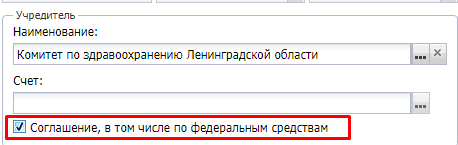 Учредитель
Наименование:
Комитет по здравоохранению Ленинградской области
Счет:
Соглашение, в том числе по федеральным средствам